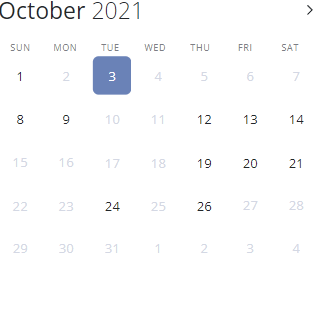 October 2021
SUN MON TUE WED THU FRI SAT
1 2 3 4 5 6 7
8 9 10 11 12 13 14
15 16 17 18 19 20 21
22 23 24 25 26 27 28
29 30 31 1 2 3 4